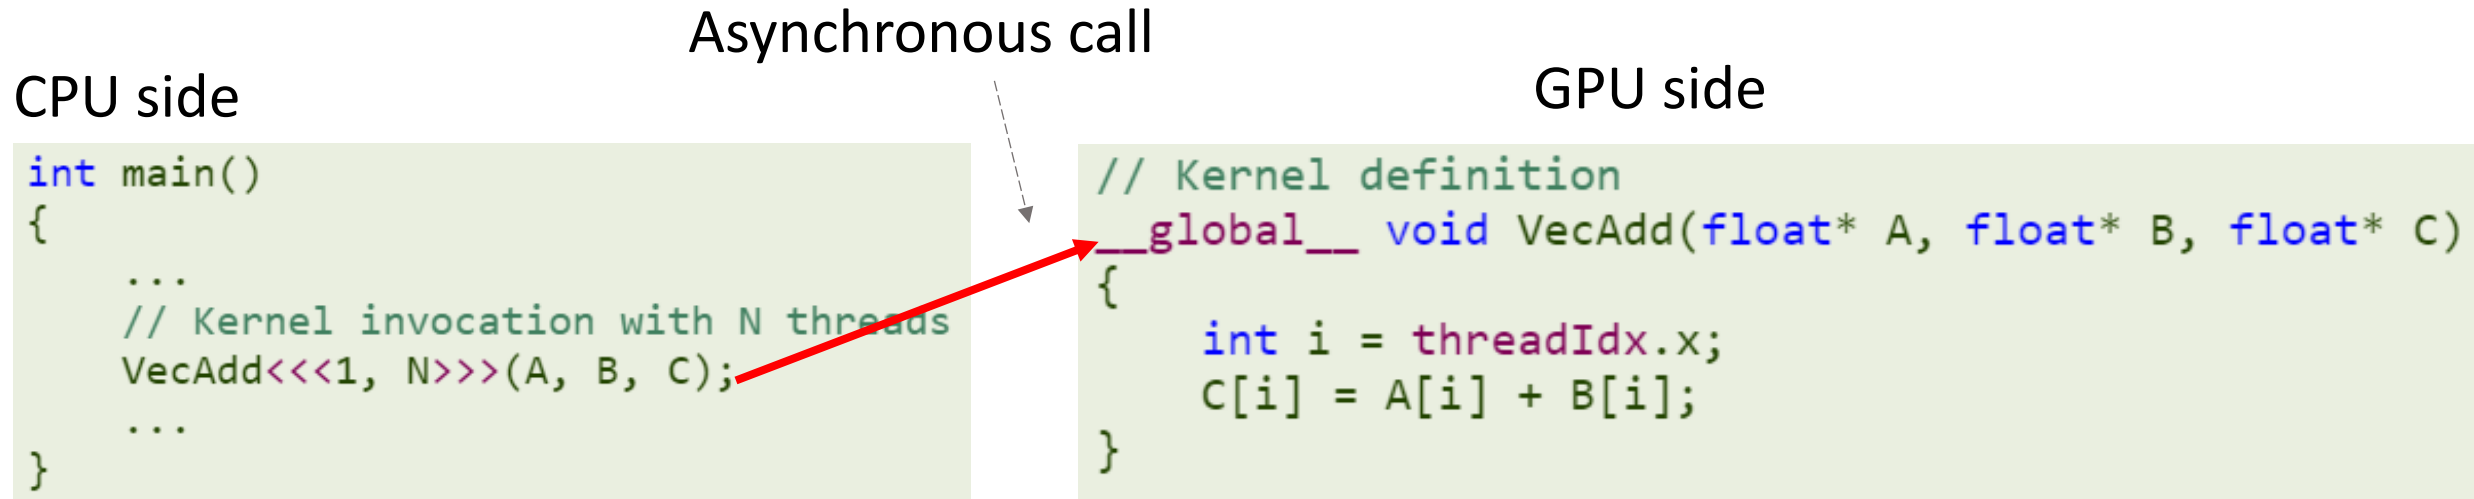 Asynchronous call
CPU side
int main()
{
    ...
    // Kernel invocation with N threads
    VecAdd<<<1, N>>>(A, B, C);
    ...
}
GPU side
// Kernel definition
__global__ void VecAdd(float* A, float* B, float* C)
{
    int i = threadIdx.x;
    C[i] = A[i] + B[i];
}